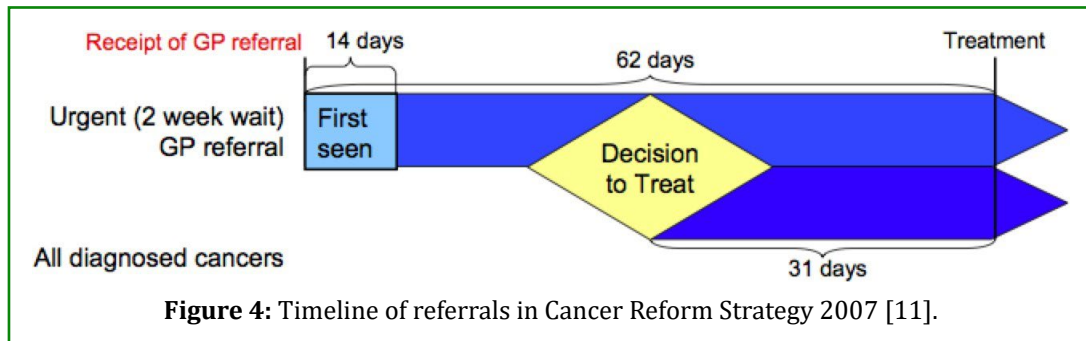 Receipt of GP referral
14 days
Treatment
62 days
Urgent (2 week wait)
GP referral
First
seen
Decision
to Treat
All diagnosed cancers
31 days
Figure 4: Timeline of referrals in Cancer Reform Strategy 2007 [11].